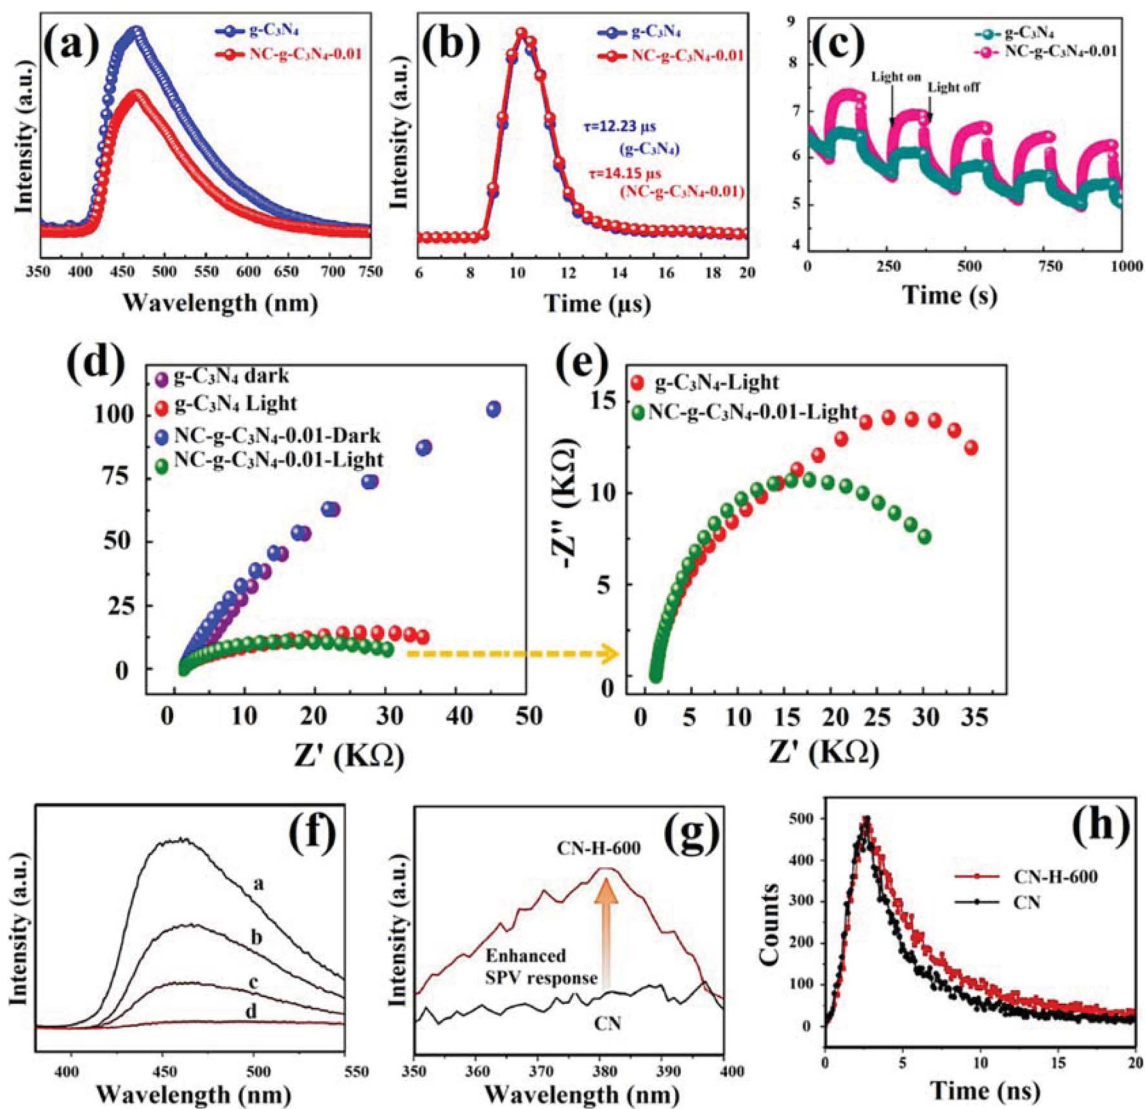 (a)
g-C₃N₄
NC-g-C₃N₄-0.01
Intensity (a.u.)
350 400 450 500 550 600 650 700 750
Wavelength (nm)
(b)
g-C₃N₄
NC-g-C₃N₄-0.01
τ=12.23 μs
(g-C₃N₄)
τ=14.15 μs
(NC-g-C₃N₄-0.01)
Intensity (a.u.)
6 8 10 12 14 16 18 20
Time (μs)
(c)
g-C₃N₄
NC-g-C₃N₄-0.01
Light on
Light off
9
8
7
6
5
4
0 250 500 750 1000
Time (s)
(d)
g-C₃N₄ dark
g-C₃N₄ Light
NC-g-C₃N₄-0.01-Dark
NC-g-C₃N₄-0.01-Light
100
75
50
25
0
0 10 20 30 40 50
Z' (KΩ)
(e)
g-C₃N₄-Light
NC-g-C₃N₄-0.01-Light
-Z" (KΩ)
15
10
5
0
0 5 10 15 20 25 30 35
Z' (KΩ)
(f)
a
b
c
d
Intensity (a.u.)
400 450 500 550
Wavelength (nm)
(g)
CN-H-600
Enhanced
SPV response
CN
Intensity (a.u.)
350 360 370 380 390 400
Wavelength (nm)
(h)
CN-H-600
CN
Counts
500
400
300
200
100
0
0 5 10 15 20
Time (ns)